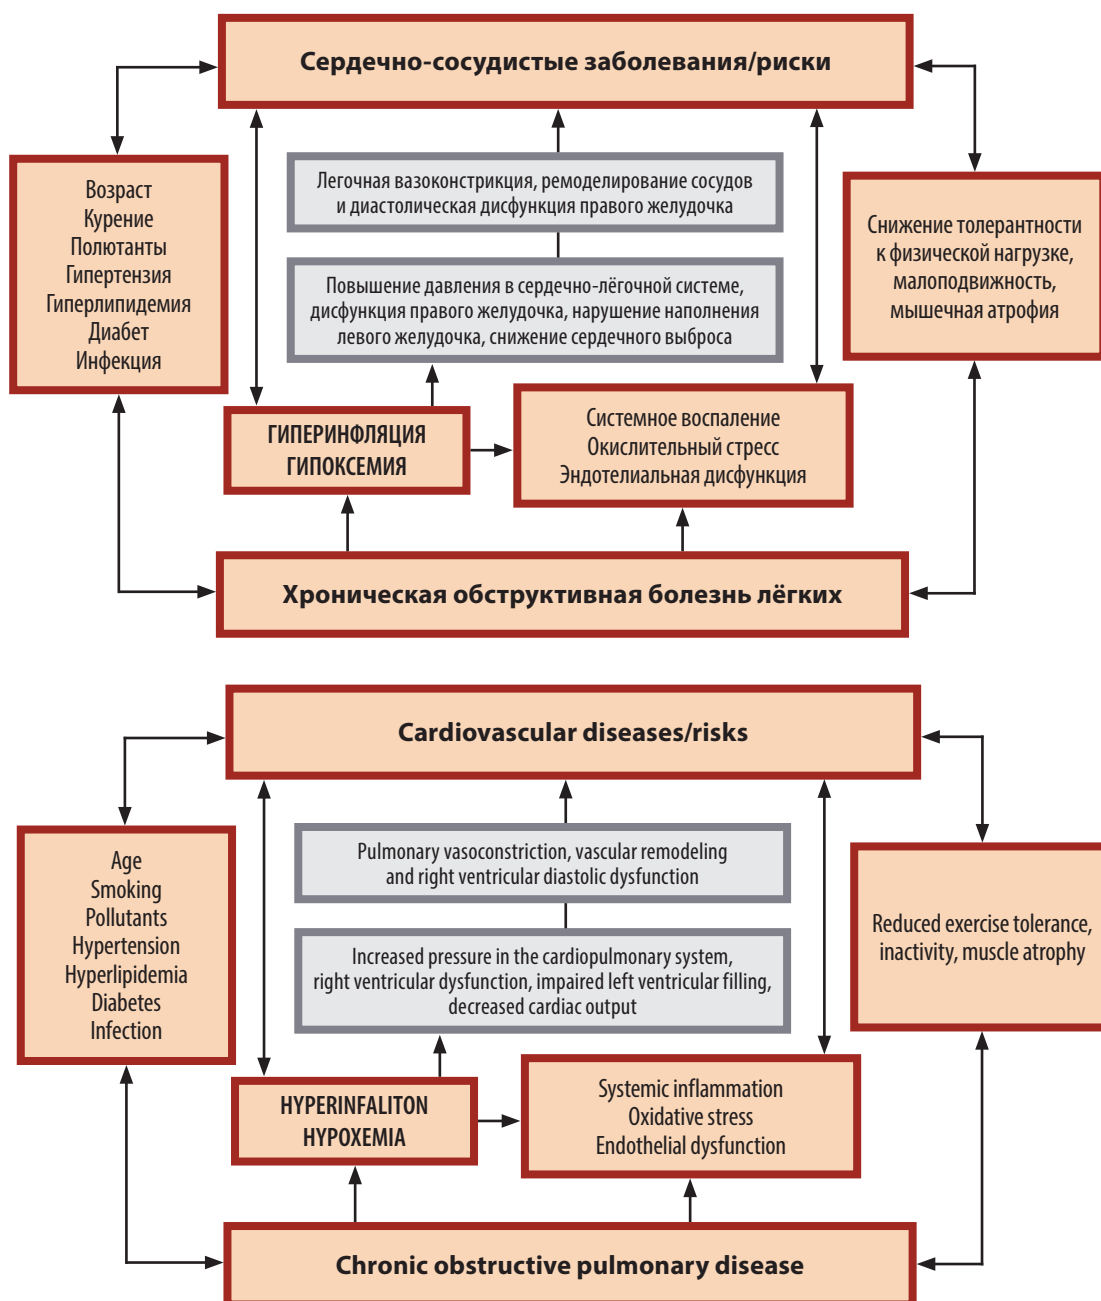 Сердечно-сосудистые заболевания/риски
Легочная вазоконстрикция, ремоделирование сосудов
и диастолическая дисфункция правого желудочка
Возраст
Курение
Полютанты
Гипертензия
Гиперлипидемия
Диабет
Инфекция
Снижение толерантности
к физической нагрузке,
малоподвижность,
мышечная атрофия
Повышение давления в сердечно-лёгочной системе,
дисфункция правого желудочка, нарушение наполнения
левого желудочка, снижение сердечного выброса
ГИПЕРИНФЛЯЦИЯ
ГИПОКСЕМИЯ
Системное воспаление
Окислительный стресс
Эндотелиальная дисфункция
Хроническая обструктивная болезнь лёгких
Cardiovascular diseases/risks
Pulmonary vasoconstriction, vascular remodeling
and right ventricular diastolic dysfunction
Age
Smoking
Pollutants
Hypertension
Hyperlipidemia
Diabetes
Infection
Reduced exercise tolerance,
inactivity, muscle atrophy
Increased pressure in the cardiopulmonary system,
right ventricular dysfunction, impaired left ventricular filling,
decreased cardiac output
HYPERINFALITON
HYPOXEMIA
Systemic inflammation
Oxidative stress
Endothelial dysfunction
Chronic obstructive pulmonary disease